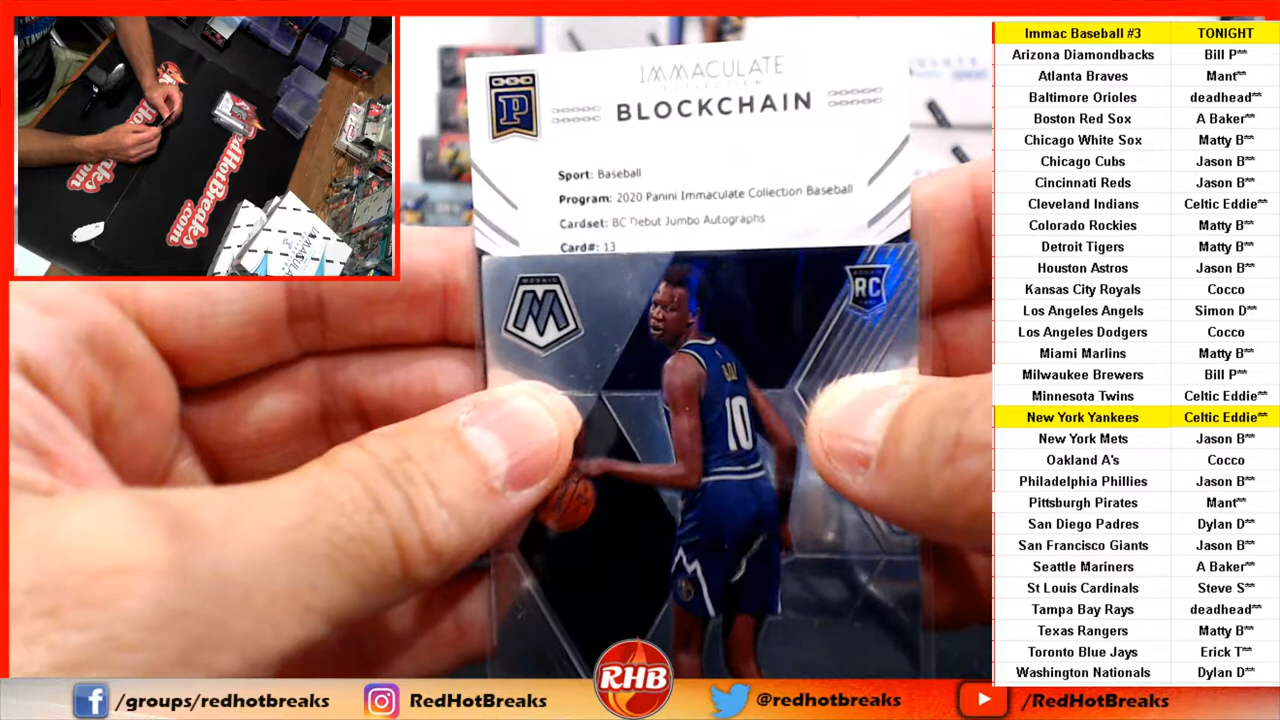 IMMACULATE
COLLECTION
BLOCKCHAIN
P
Sport: Baseball
Program: 2020 Panini Immaculate Collection Baseball
Cardset: BC Debut Jumbo Autographs
Card#: 13
MOSAIC
M
RC
BOL
10
HotBreaks.com
RedHotBreaks
.com
IMMACULATE
Immac Baseball #3 TONIGHT
Arizona Diamondbacks Bill P**
Atlanta Braves Mant**
Baltimore Orioles deadhead**
Boston Red Sox A Baker**
Chicago White Sox Matty B**
Chicago Cubs Jason B**
Cincinnati Reds Jason B**
Cleveland Indians Celtic Eddie**
Colorado Rockies Matty B**
Detroit Tigers Matty B**
Houston Astros Jason B**
Kansas City Royals Cocco
Los Angeles Angels Simon D**
Los Angeles Dodgers Cocco
Miami Marlins Matty B**
Milwaukee Brewers Bill P**
Minnesota Twins Celtic Eddie**
New York Yankees Celtic Eddie**
New York Mets Jason B**
Oakland A's Cocco
Philadelphia Phillies Jason B**
Pittsburgh Pirates Mant**
San Diego Padres Dylan D**
San Francisco Giants Jason B**
Seattle Mariners A Baker**
St Louis Cardinals Steve S**
Tampa Bay Rays deadhead**
Texas Rangers Matty B**
Toronto Blue Jays Erick T**
Washington Nationals Dylan D**
f /groups/redhotbreaks RedHotBreaks RHB @redhotbreaks /RedHotBreaks